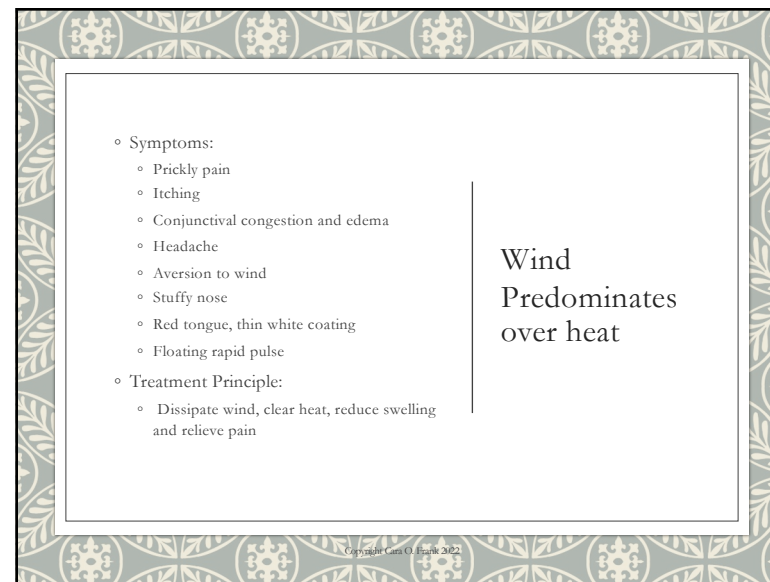 ◦ Symptoms:
◦ Prickly pain
◦ Itching
◦ Conjunctival congestion and edema
◦ Headache
◦ Aversion to wind
◦ Stuffy nose
◦ Red tongue, thin white coating
◦ Floating rapid pulse
◦ Treatment Principle:
◦ Dissipate wind, clear heat, reduce swelling
and relieve pain
Wind
Predominates
over heat
Copyright Cara O. Frank 2022